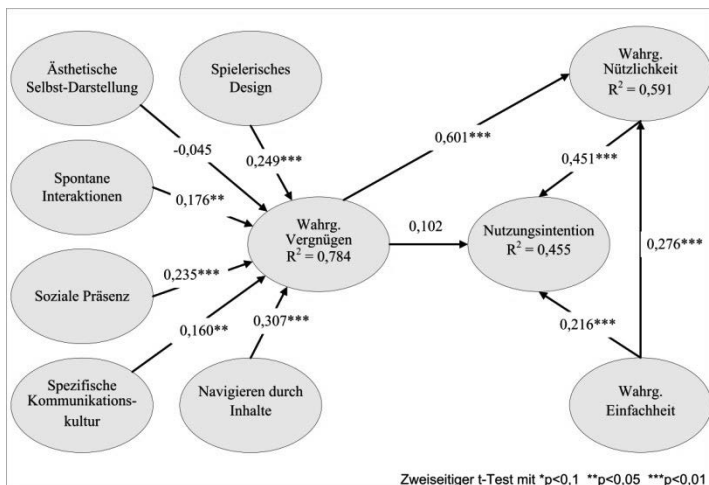 Ästhetische
Selbst-Darstellung
Spielerisches
Design
Wahrg.
Nützlichkeit
R² = 0,591
-0,045
0,249***
0,601***
0,451***
Spontane
Interaktionen
0,176**
Wahrg.
Vergnügen
R² = 0,784
0,102
Nutzungsintention
R² = 0,455
0,276***
Soziale Präsenz
0,235***
0,160**
0,307***
0,216***
Spezifische
Kommunikations-
kultur
Navigieren durch
Inhalte
Wahrg.
Einfachheit
Zweiseitiger t-Test mit *p<0,1 **p<0,05 ***p<0,01